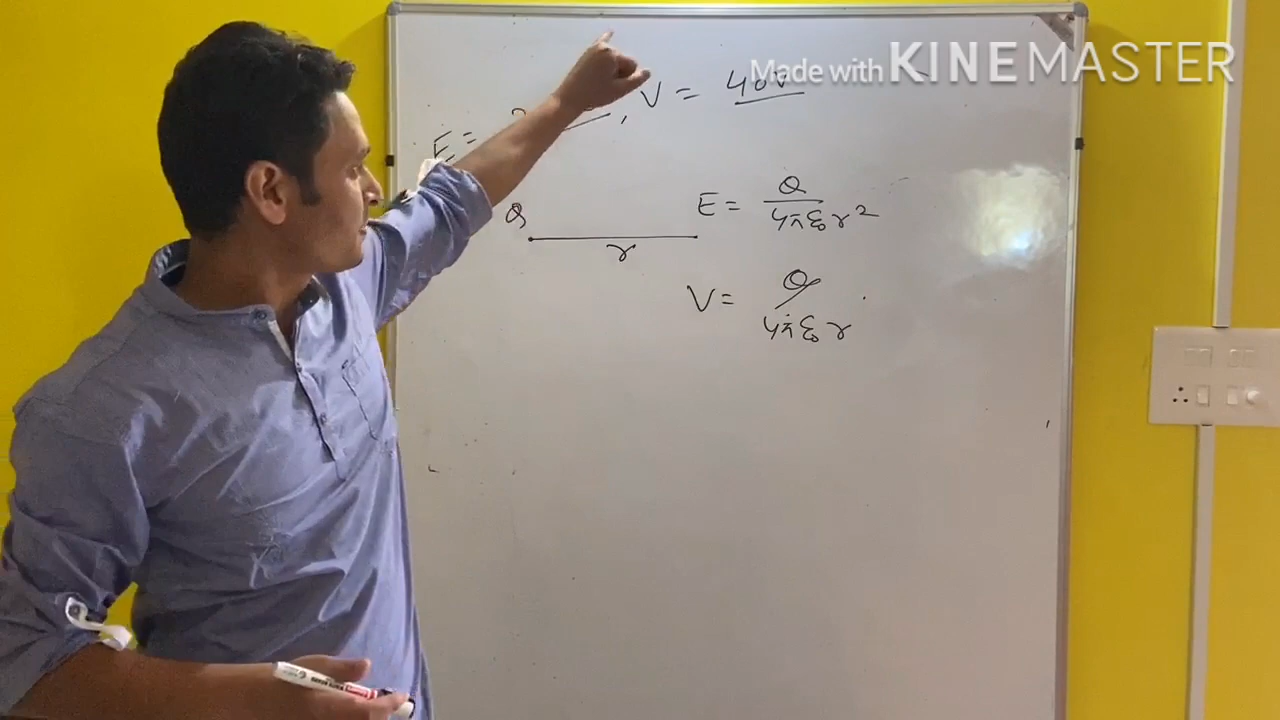 Made with KINEMASTER
E = , V = 40V
Q
r
E = Q / 4πε₀r²
V = Q / 4πε₀r